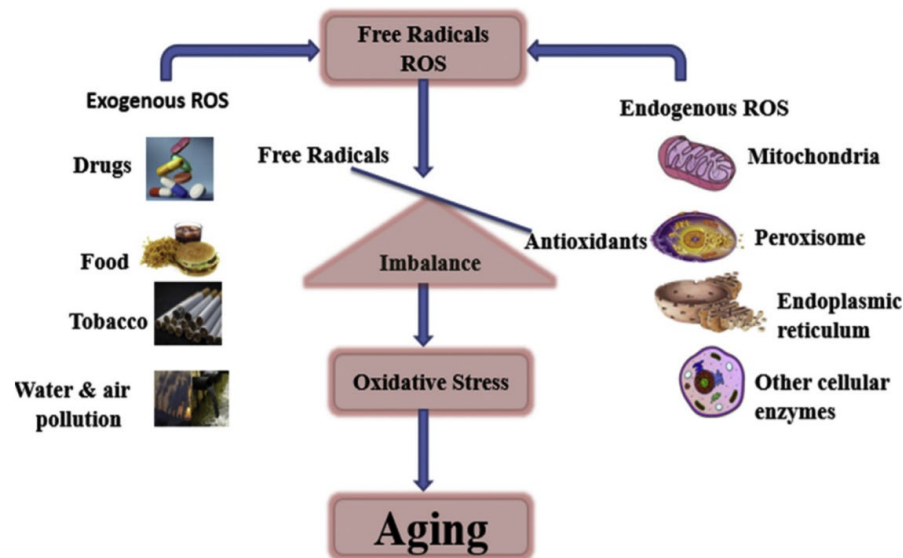 Free Radicals
ROS
Exogenous ROS
Drugs
Food
Tobacco
Water & air
pollution
Free Radicals
Antioxidants
Imbalance
Oxidative Stress
Aging
Endogenous ROS
Mitochondria
Peroxisome
Endoplasmic
reticulum
Other cellular
enzymes